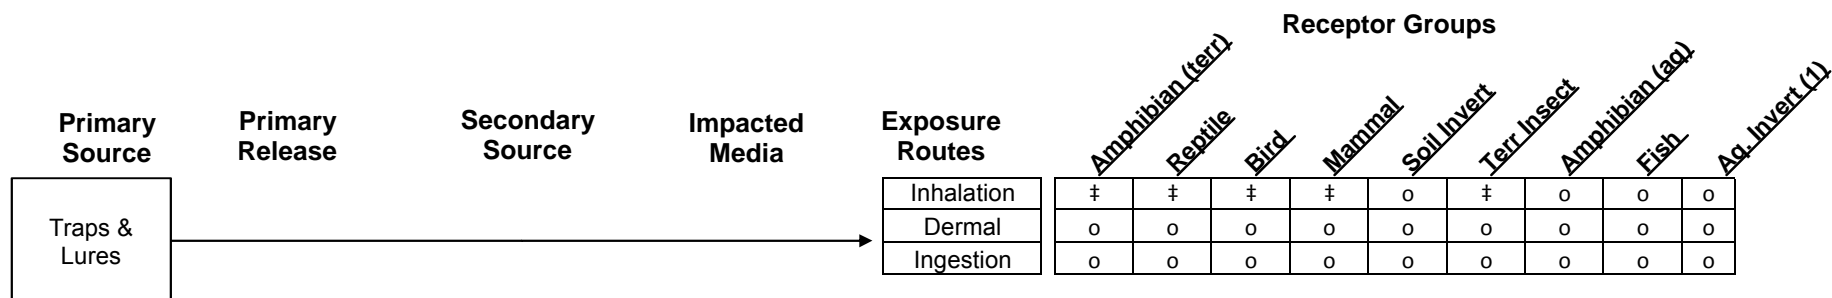 Receptor Groups
Primary Source
Primary Release
Secondary Source
Impacted Media
Exposure Routes
Amphibian (terr)
Reptile
Bird
Mammal
Soil Invert
Terr Insect
Amphibian (aq)
Fish
Aq. Invert (1)
Traps &
Lures
Inhalation ‡ ‡ ‡ ‡ o ‡ o o o
Dermal o o o o o o o o o
Ingestion o o o o o o o o o